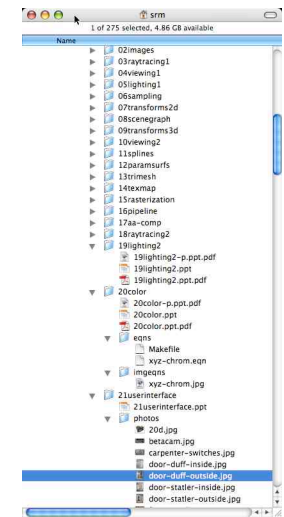 srm
1 of 275 selected, 4.86 GB available
Name
02images
03raytracing1
04viewing1
05lighting1
06sampling
07transforms2d
08scenegraph
09transforms3d
10viewing2
11splines
12paramsurfs
13trimesh
14texmap
15rasterization
16pipeline
17aa-comp
18raytracing2
19lighting2
19lighting2-p.ppt.pdf
19lighting2.ppt
19lighting2.ppt.pdf
20color
20color-p.ppt.pdf
20color.ppt
20color.ppt.pdf
eqns
Makefile
xyz-chrom.eqn
imgeqns
xyz-chrom.jpg
21userinterface
21userinterface.ppt
photos
20d.jpg
betacam.jpg
carpenter-switches.jpg
door-duff-inside.jpg
door-duff-outside.jpg
door-statler-inside.jpg
door-statler-outside.jpg